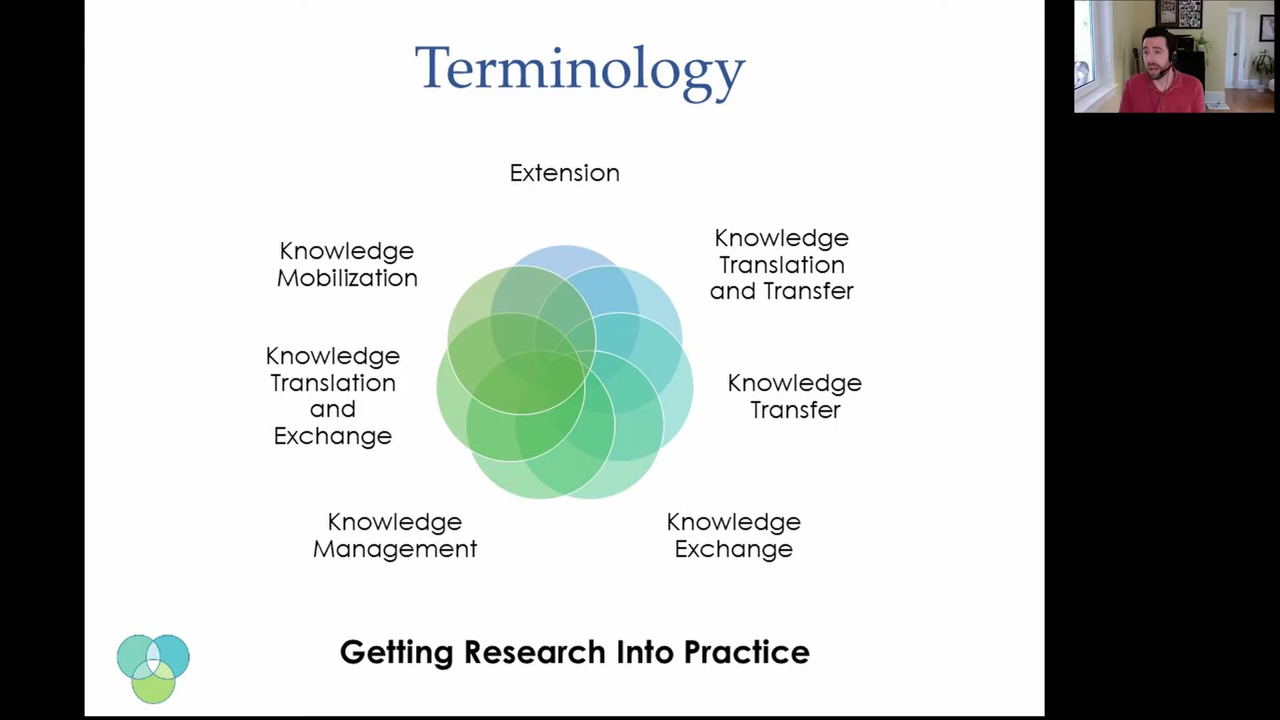 Terminology
Extension
Knowledge
Translation
and Transfer
Knowledge
Transfer
Knowledge
Exchange
Knowledge
Management
Knowledge
Translation
and
Exchange
Knowledge
Mobilization
Getting Research Into Practice